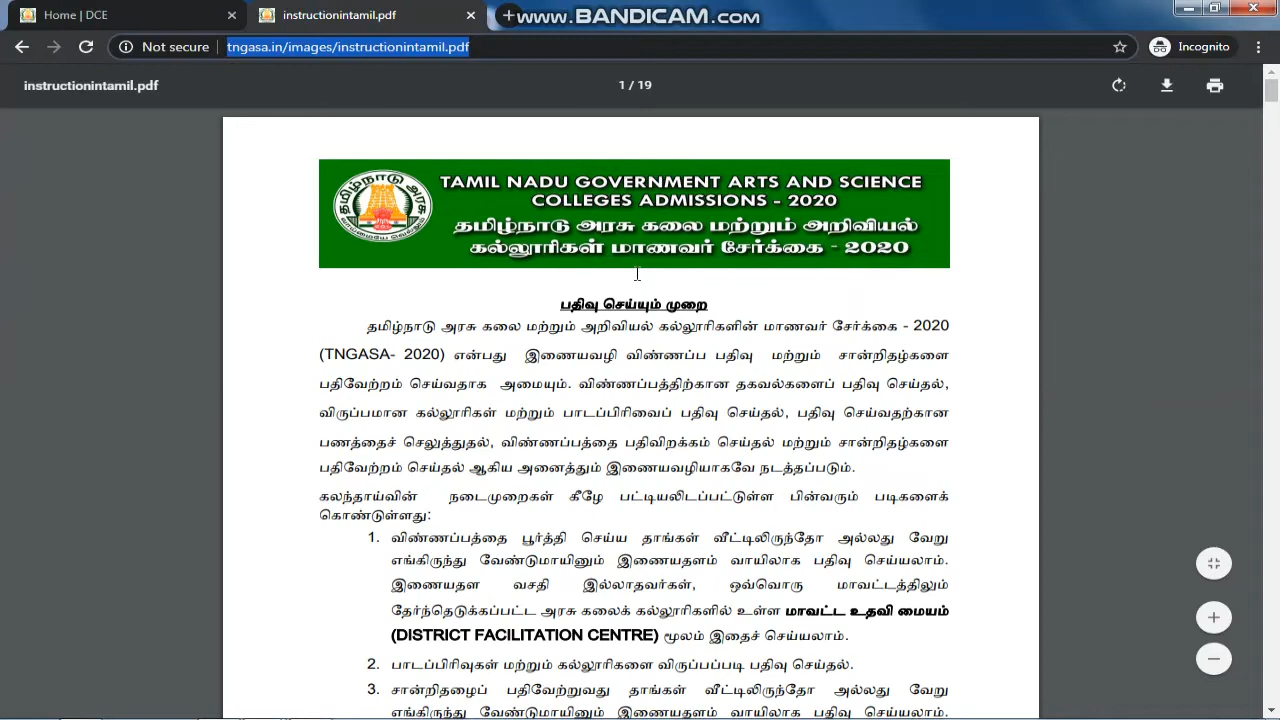 Home | DCE
instructionintamil.pdf
www.BANDICAM.com
Not secure
tngasa.in/images/instructionintamil.pdf
Incognito
instructionintamil.pdf
1 / 19
தமிழ்நாடு அரசு
வாய்மையே வெல்லும்
TAMIL NADU GOVERNMENT ARTS AND SCIENCE
COLLEGES ADMISSIONS - 2020
தமிழ்நாடு அரசு கலை மற்றும் அறிவியல்
கல்லூரிகள் மாணவர் சேர்க்கை - 2020
பதிவு செய்யும் முறை
தமிழ்நாடு அரசு கலை மற்றும் அறிவியல் கல்லூரிகளின் மாணவர் சேர்க்கை - 2020
(TNGASA- 2020) என்பது இணையவழி விண்ணப்ப பதிவு மற்றும் சான்றிதழ்களை
பதிவேற்றம் செய்வதாக அமையும். விண்ணப்பத்திற்கான தகவல்களைப் பதிவு செய்தல்,
விருப்பமான கல்லூரிகள் மற்றும் பாடப்பிரிவைப் பதிவு செய்தல், பதிவு செய்வதற்கான
பணத்தைச் செலுத்துதல், விண்ணப்பத்தை பதிவிறக்கம் செய்தல் மற்றும் சான்றிதழ்களை
பதிவேற்றம் செய்தல் ஆகிய அனைத்தும் இணையவழியாகவே நடத்தப்படும்.
கலந்தாய்வின் நடைமுறைகள் கீழே பட்டியலிடப்பட்டுள்ள பின்வரும் படிகளைக்
கொண்டுள்ளது:
1. விண்ணப்பத்தை பூர்த்தி செய்ய தாங்கள் வீட்டிலிருந்தோ அல்லது வேறு
எங்கிருந்து வேண்டுமாயினும் இணையதளம் வாயிலாக பதிவு செய்யலாம்.
இணையதள வசதி இல்லாதவர்கள், ஒவ்வொரு மாவட்டத்திலும்
தேர்ந்தெடுக்கப்பட்ட அரசு கலைக் கல்லூரிகளில் உள்ள மாவட்ட உதவி மையம்
(DISTRICT FACILITATION CENTRE) மூலம் இதைச் செய்யலாம்.
2. பாடப்பிரிவுகள் மற்றும் கல்லூரிகளை விருப்பப்படி பதிவு செய்தல்.
3. சான்றிதழைப் பதிவேற்றுவது தாங்கள் வீட்டிலிருந்தோ அல்லது வேறு
எங்கிருந்து வேண்டுமாயினும் இணையதளம் வாயிலாக பதிவு செய்யலாம்.